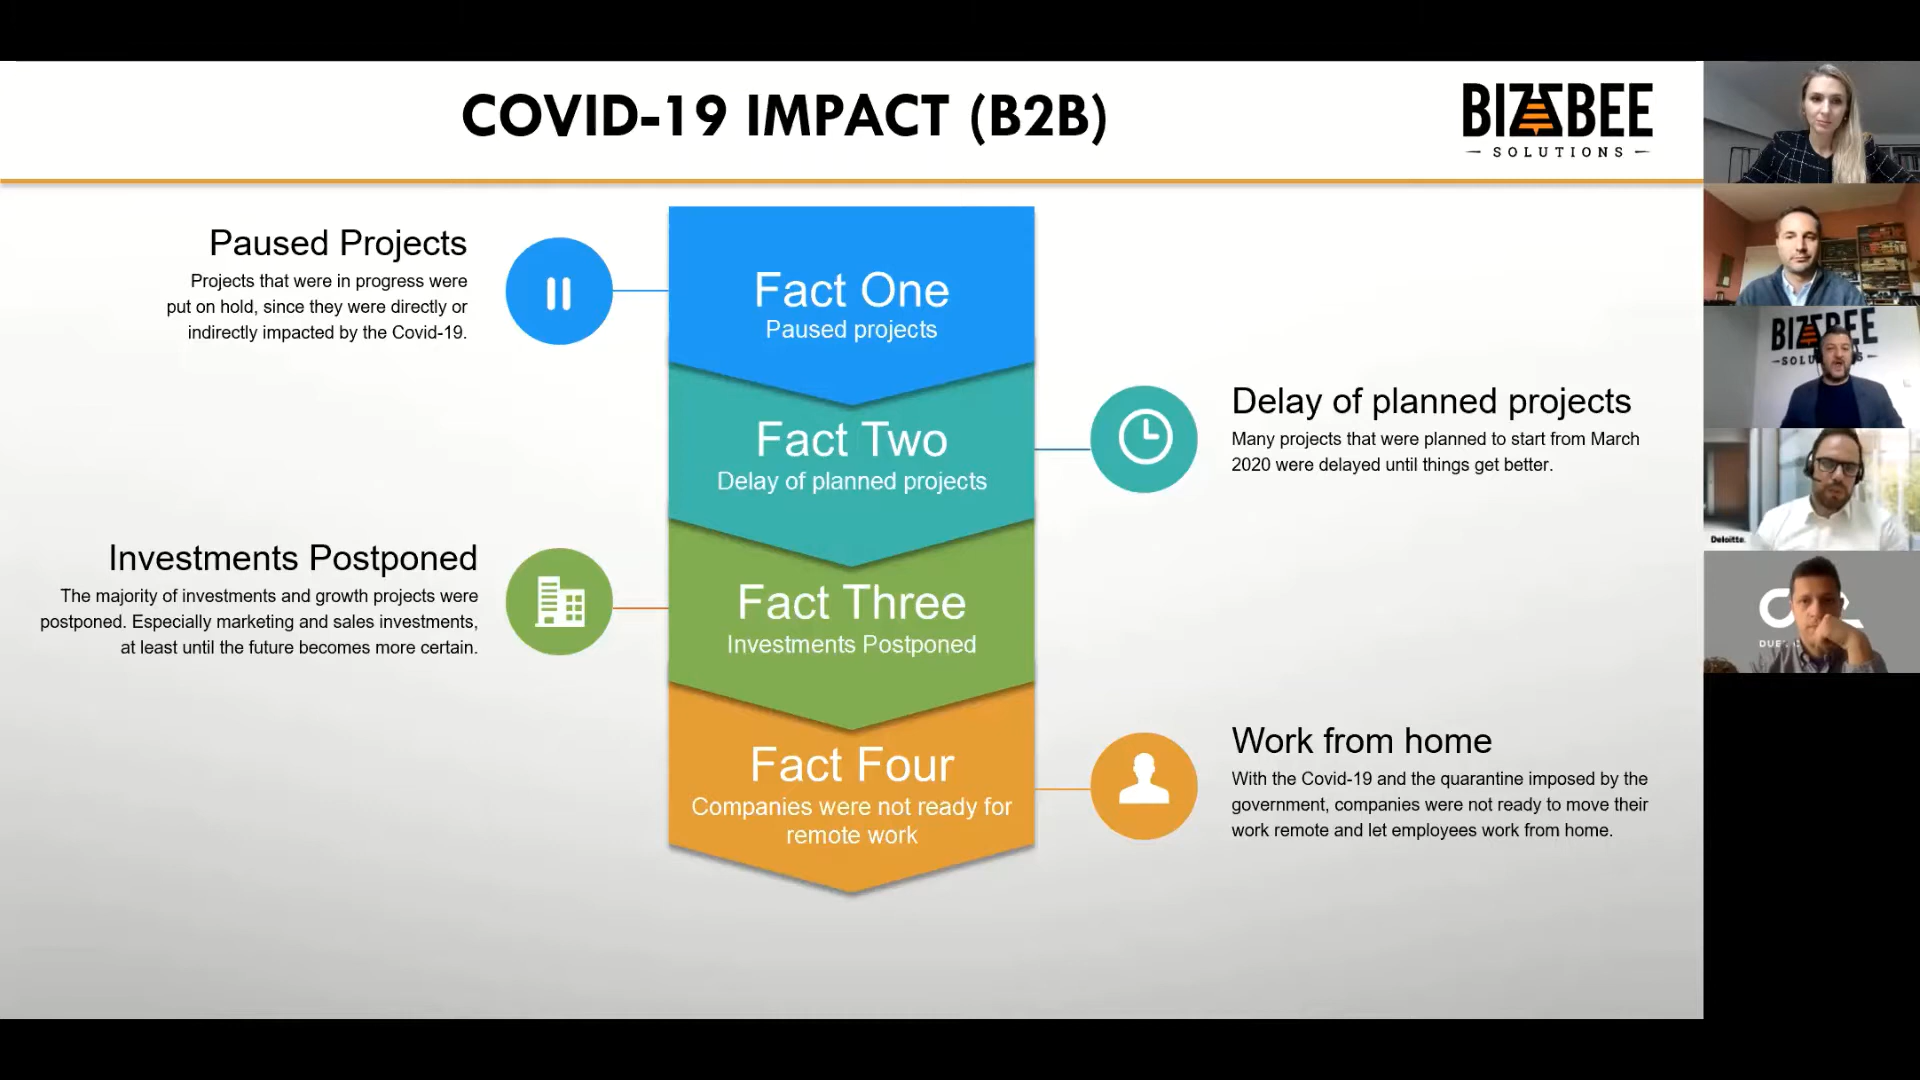 COVID-19 IMPACT (B2B)
BIZZBEE
SOLUTIONS
Paused Projects
Projects that were in progress were
put on hold, since they were directly or
indirectly impacted by the Covid-19.
Fact One
Paused projects
Fact Two
Delay of planned projects
Delay of planned projects
Many projects that were planned to start from March
2020 were delayed until things get better.
Investments Postponed
The majority of investments and growth projects were
postponed. Especially marketing and sales investments,
at least until the future becomes more certain.
Fact Three
Investments Postponed
Fact Four
Companies were not ready for
remote work
Work from home
With the Covid-19 and the quarantine imposed by the
government, companies were not ready to move their
work remote and let employees work from home.
Deloitte.